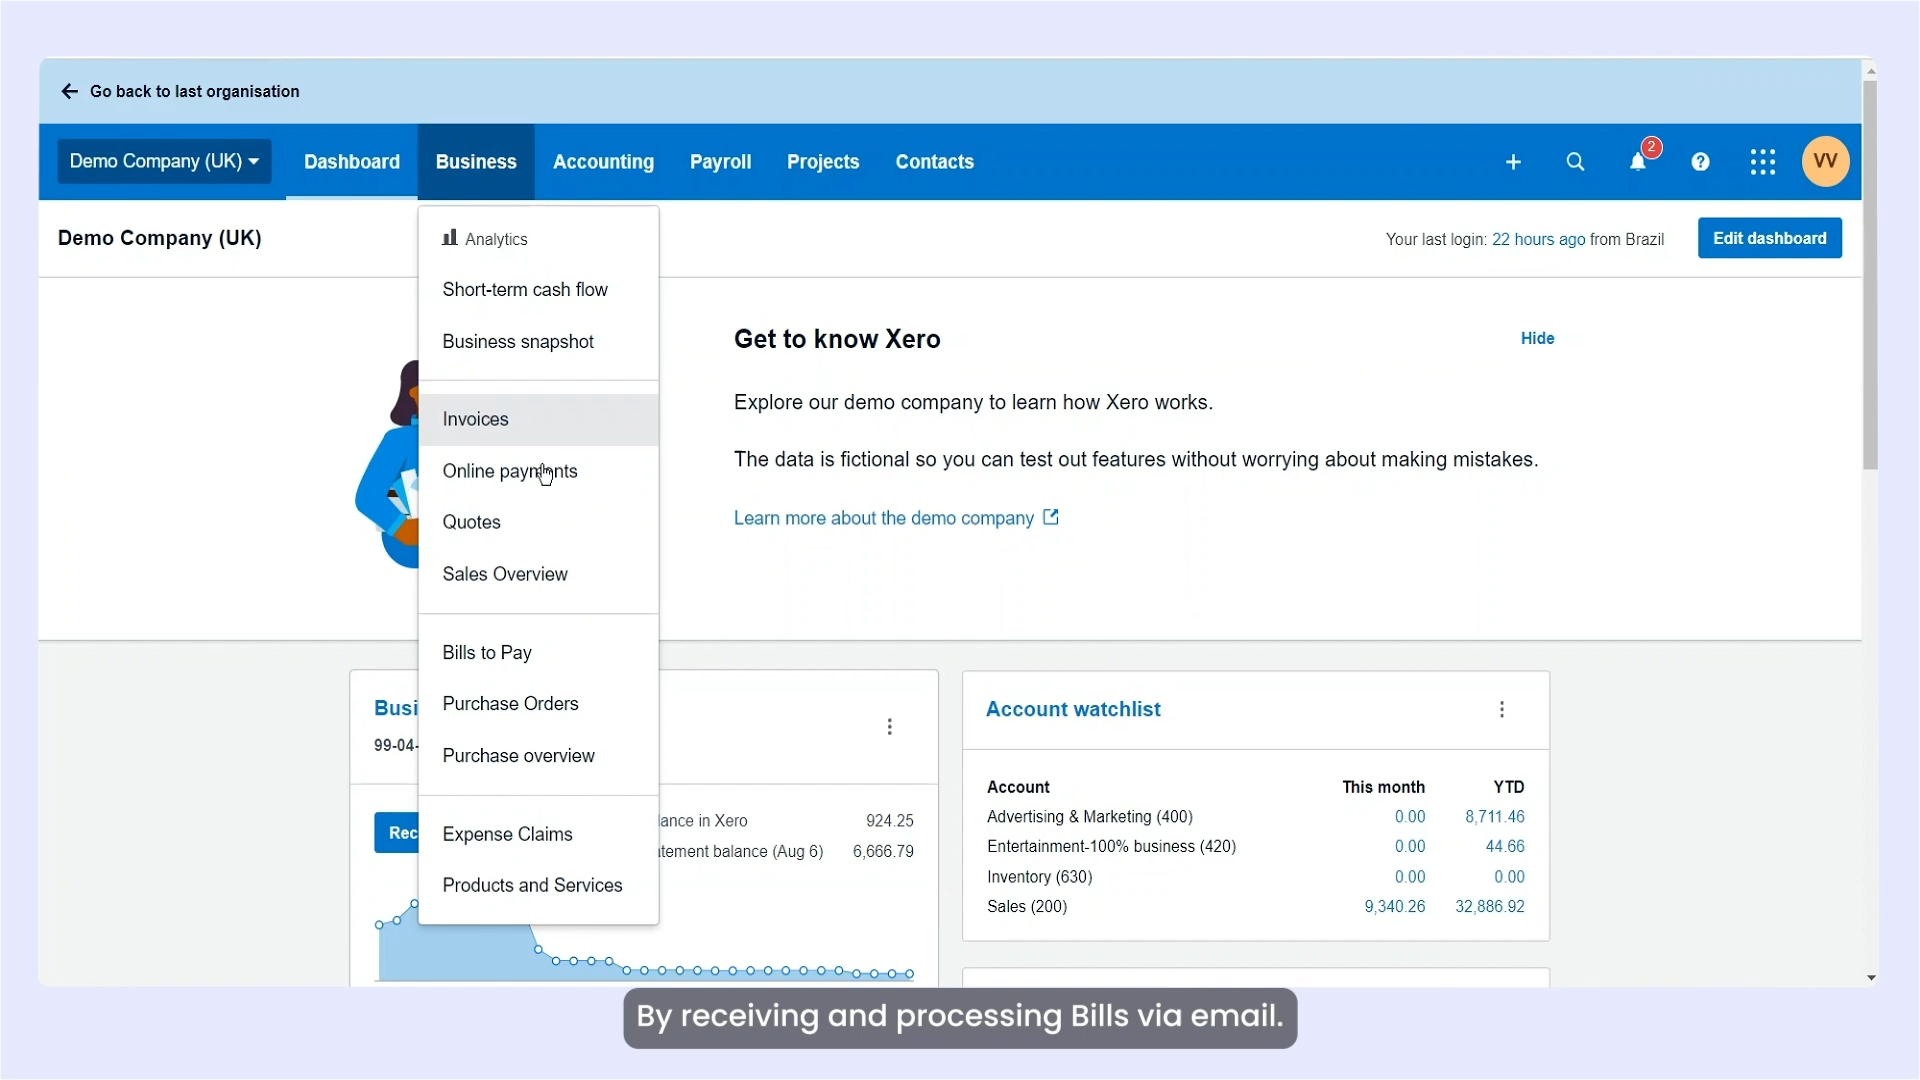 Go back to last organisation
Demo Company (UK)
Dashboard
Business
Accounting
Payroll
Projects
Contacts
2
VV
Demo Company (UK)
Your last login: 22 hours ago from Brazil
Edit dashboard
Analytics
Short-term cash flow
Business snapshot
Invoices
Online payments
Quotes
Sales Overview
Bills to Pay
Purchase Orders
Purchase overview
Expense Claims
Products and Services
Get to know Xero
Hide
Explore our demo company to learn how Xero works.
The data is fictional so you can test out features without worrying about making mistakes.
Learn more about the demo company
Busi
99-04-
Rec
lance in Xero 924.25
tement balance (Aug 6) 6,666.79
Account watchlist
Account This month YTD
Advertising & Marketing (400) 0.00 8,711.46
Entertainment-100% business (420) 0.00 44.66
Inventory (630) 0.00 0.00
Sales (200) 9,340.26 32,886.92
By receiving and processing Bills via email.